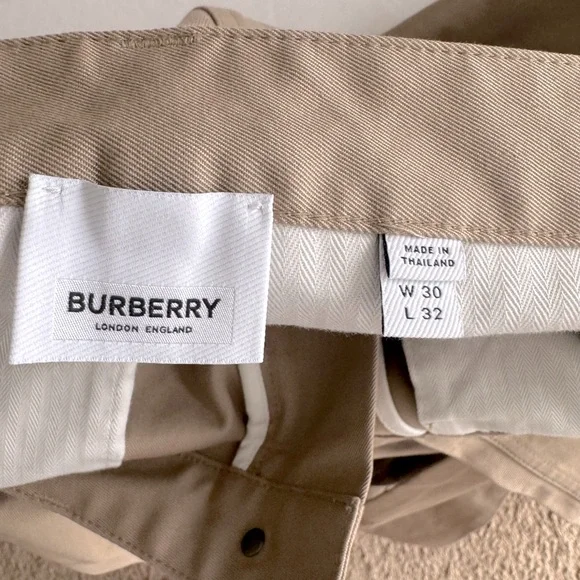 BURBERRY
LONDON ENGLAND
MADE IN
THAILAND
W 30
L 32